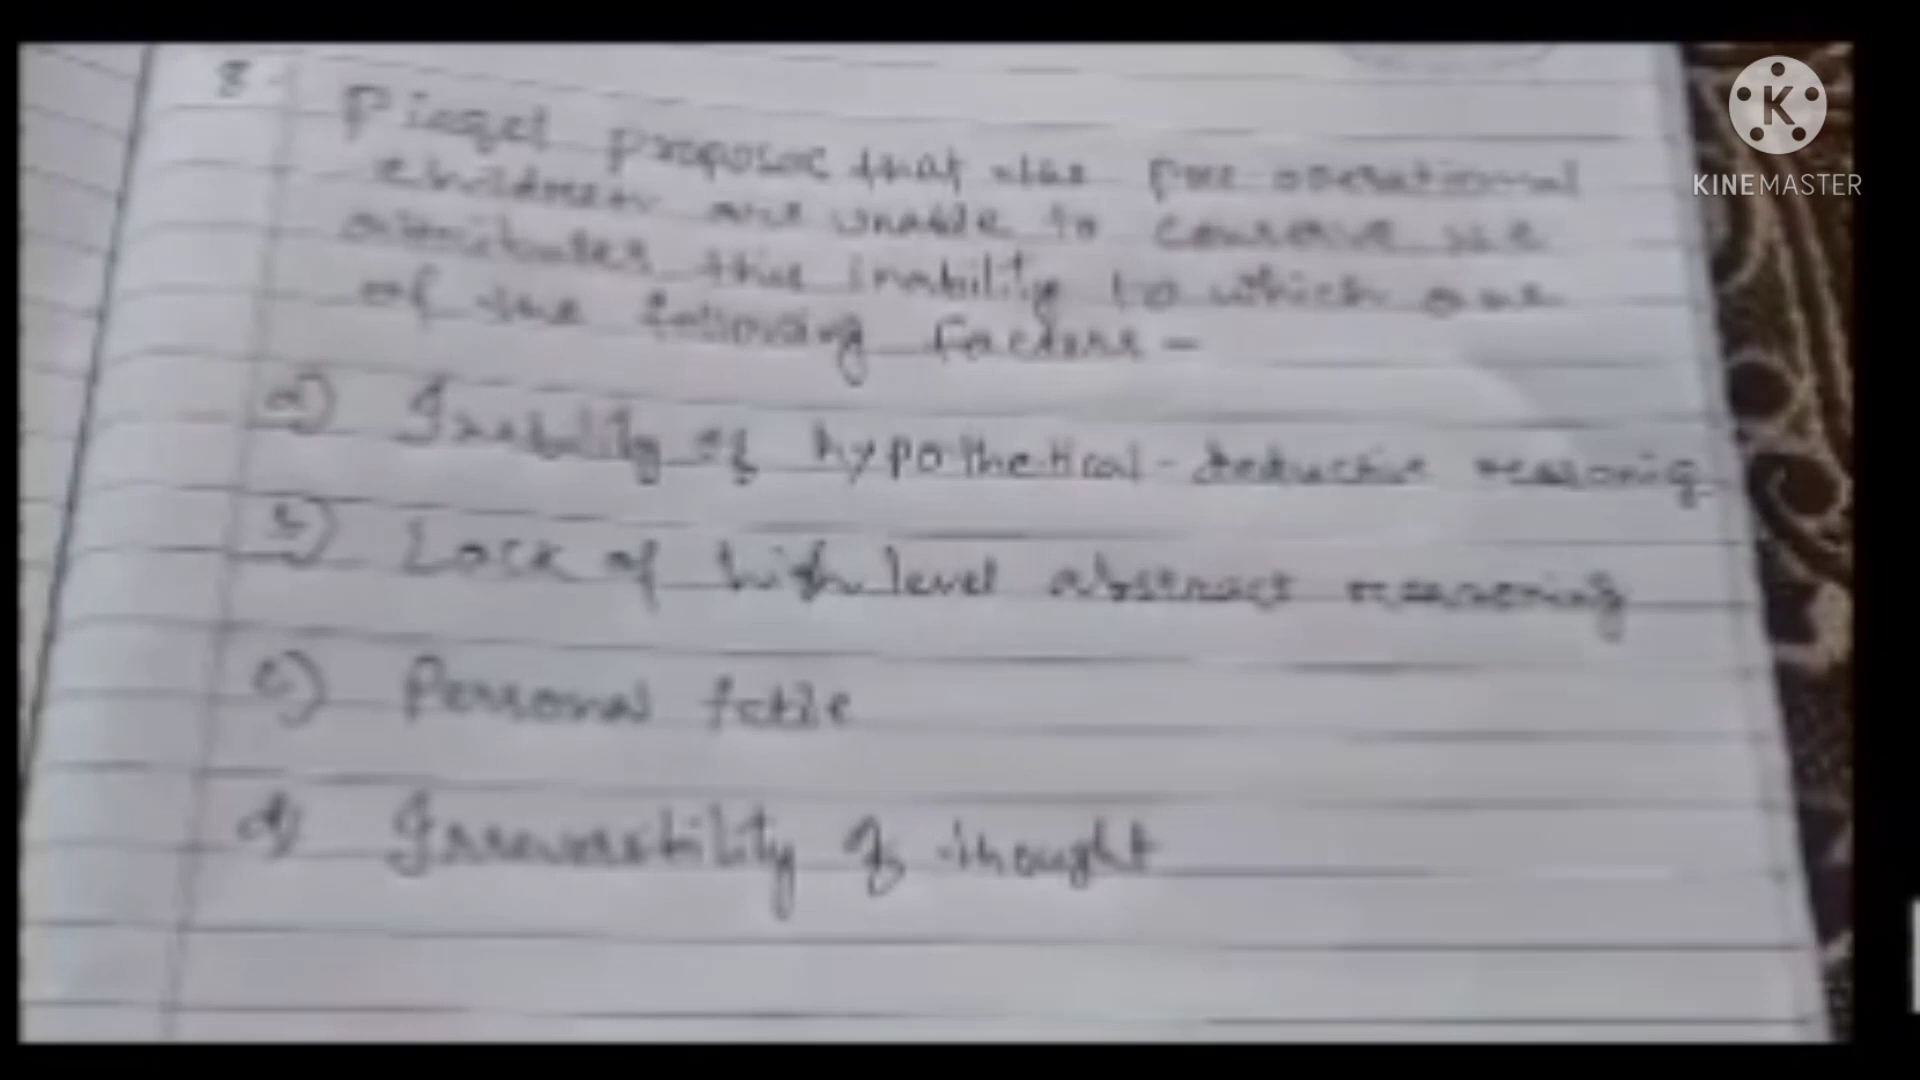 8.
Piaget propose that the pre operational
children are unable to conserve. He
attributes this inability to which one
of the following factors -
a) Inability of hypothetical-deductive reasoning
b) Lack of high level abstract reasoning
c) Personal fable
d) Irreversibility of thought
K
KINEMASTER